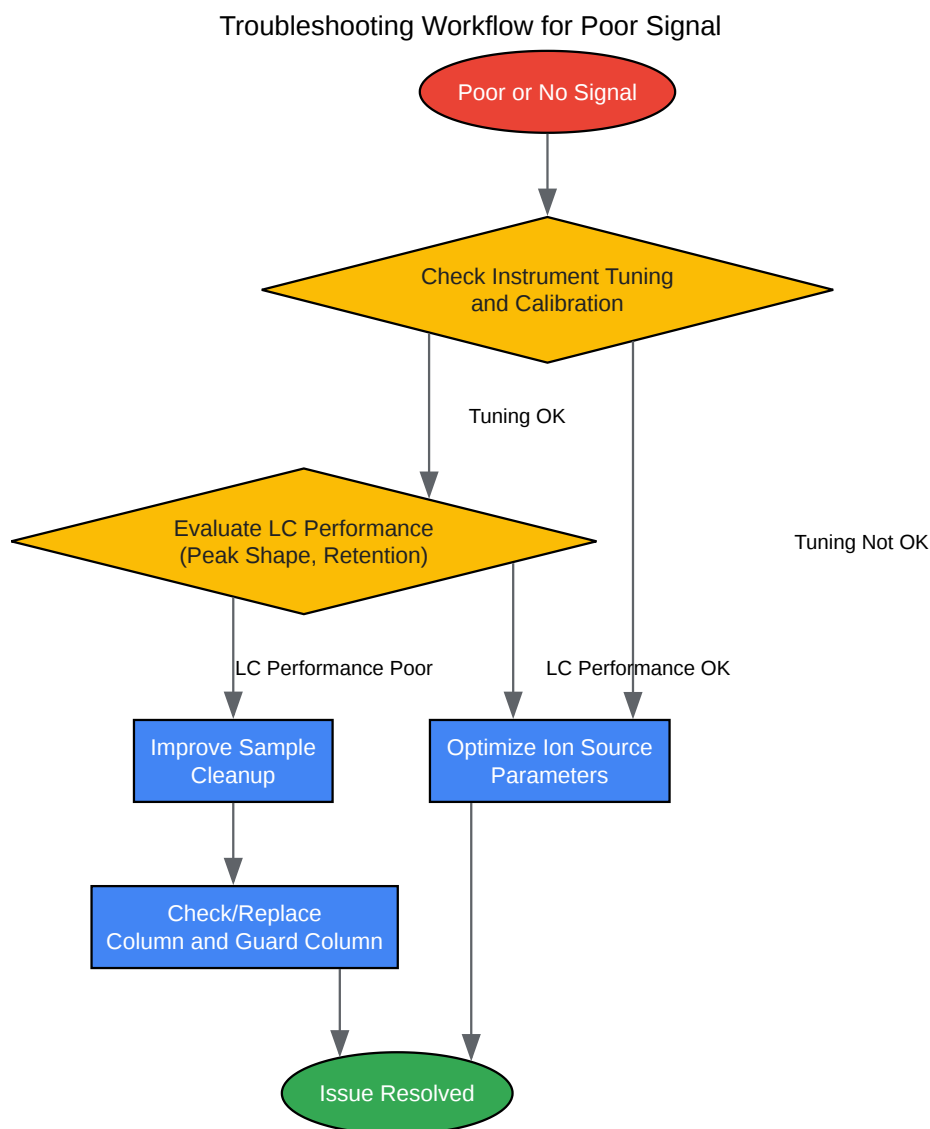 Troubleshooting Workflow for Poor Signal
Poor or No Signal
Check Instrument Tuning
and Calibration
Tuning OK
Evaluate LC Performance
(Peak Shape, Retention)
Tuning Not OK
LC Performance Poor
LC Performance OK
Improve Sample
Cleanup
Optimize Ion Source
Parameters
Check/Replace
Column and Guard Column
Issue Resolved